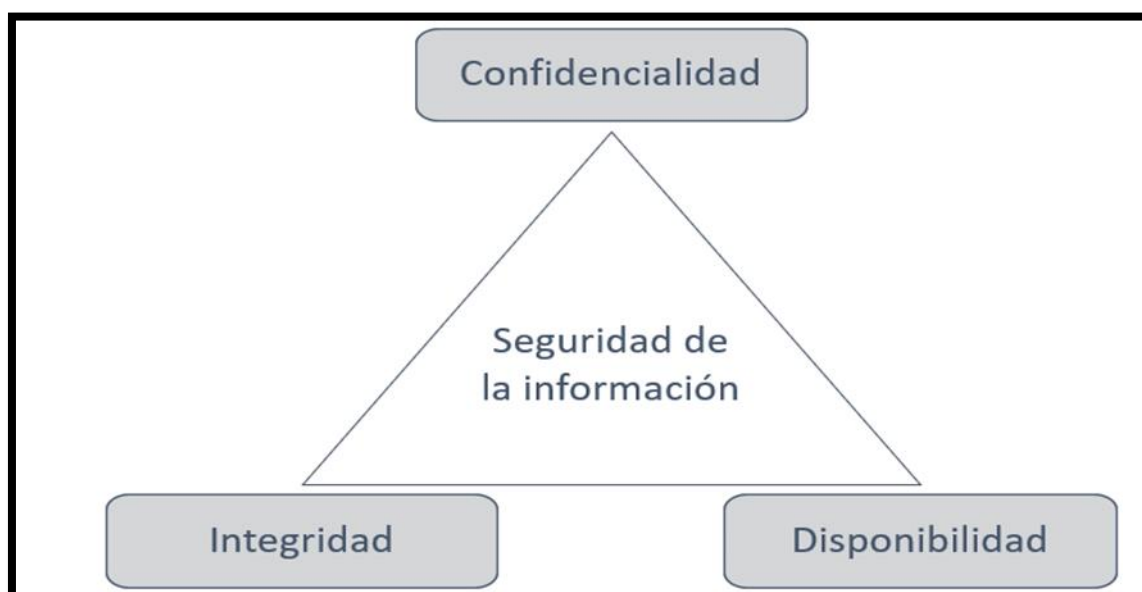 Confidencialidad
Seguridad de
la información
Integridad
Disponibilidad